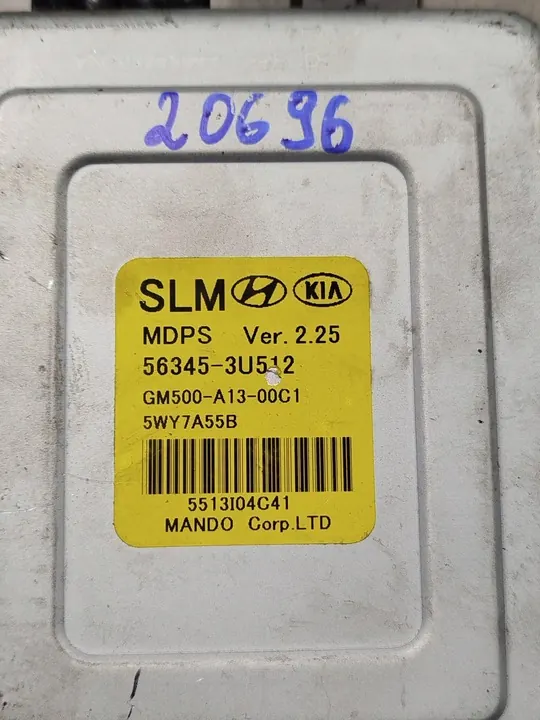 20696
SLM KIA
MDPS Ver. 2.25
56345-3U512
GM500-A13-00C1
5WY7A55B
5513I04C41
MANDO Corp.LTD